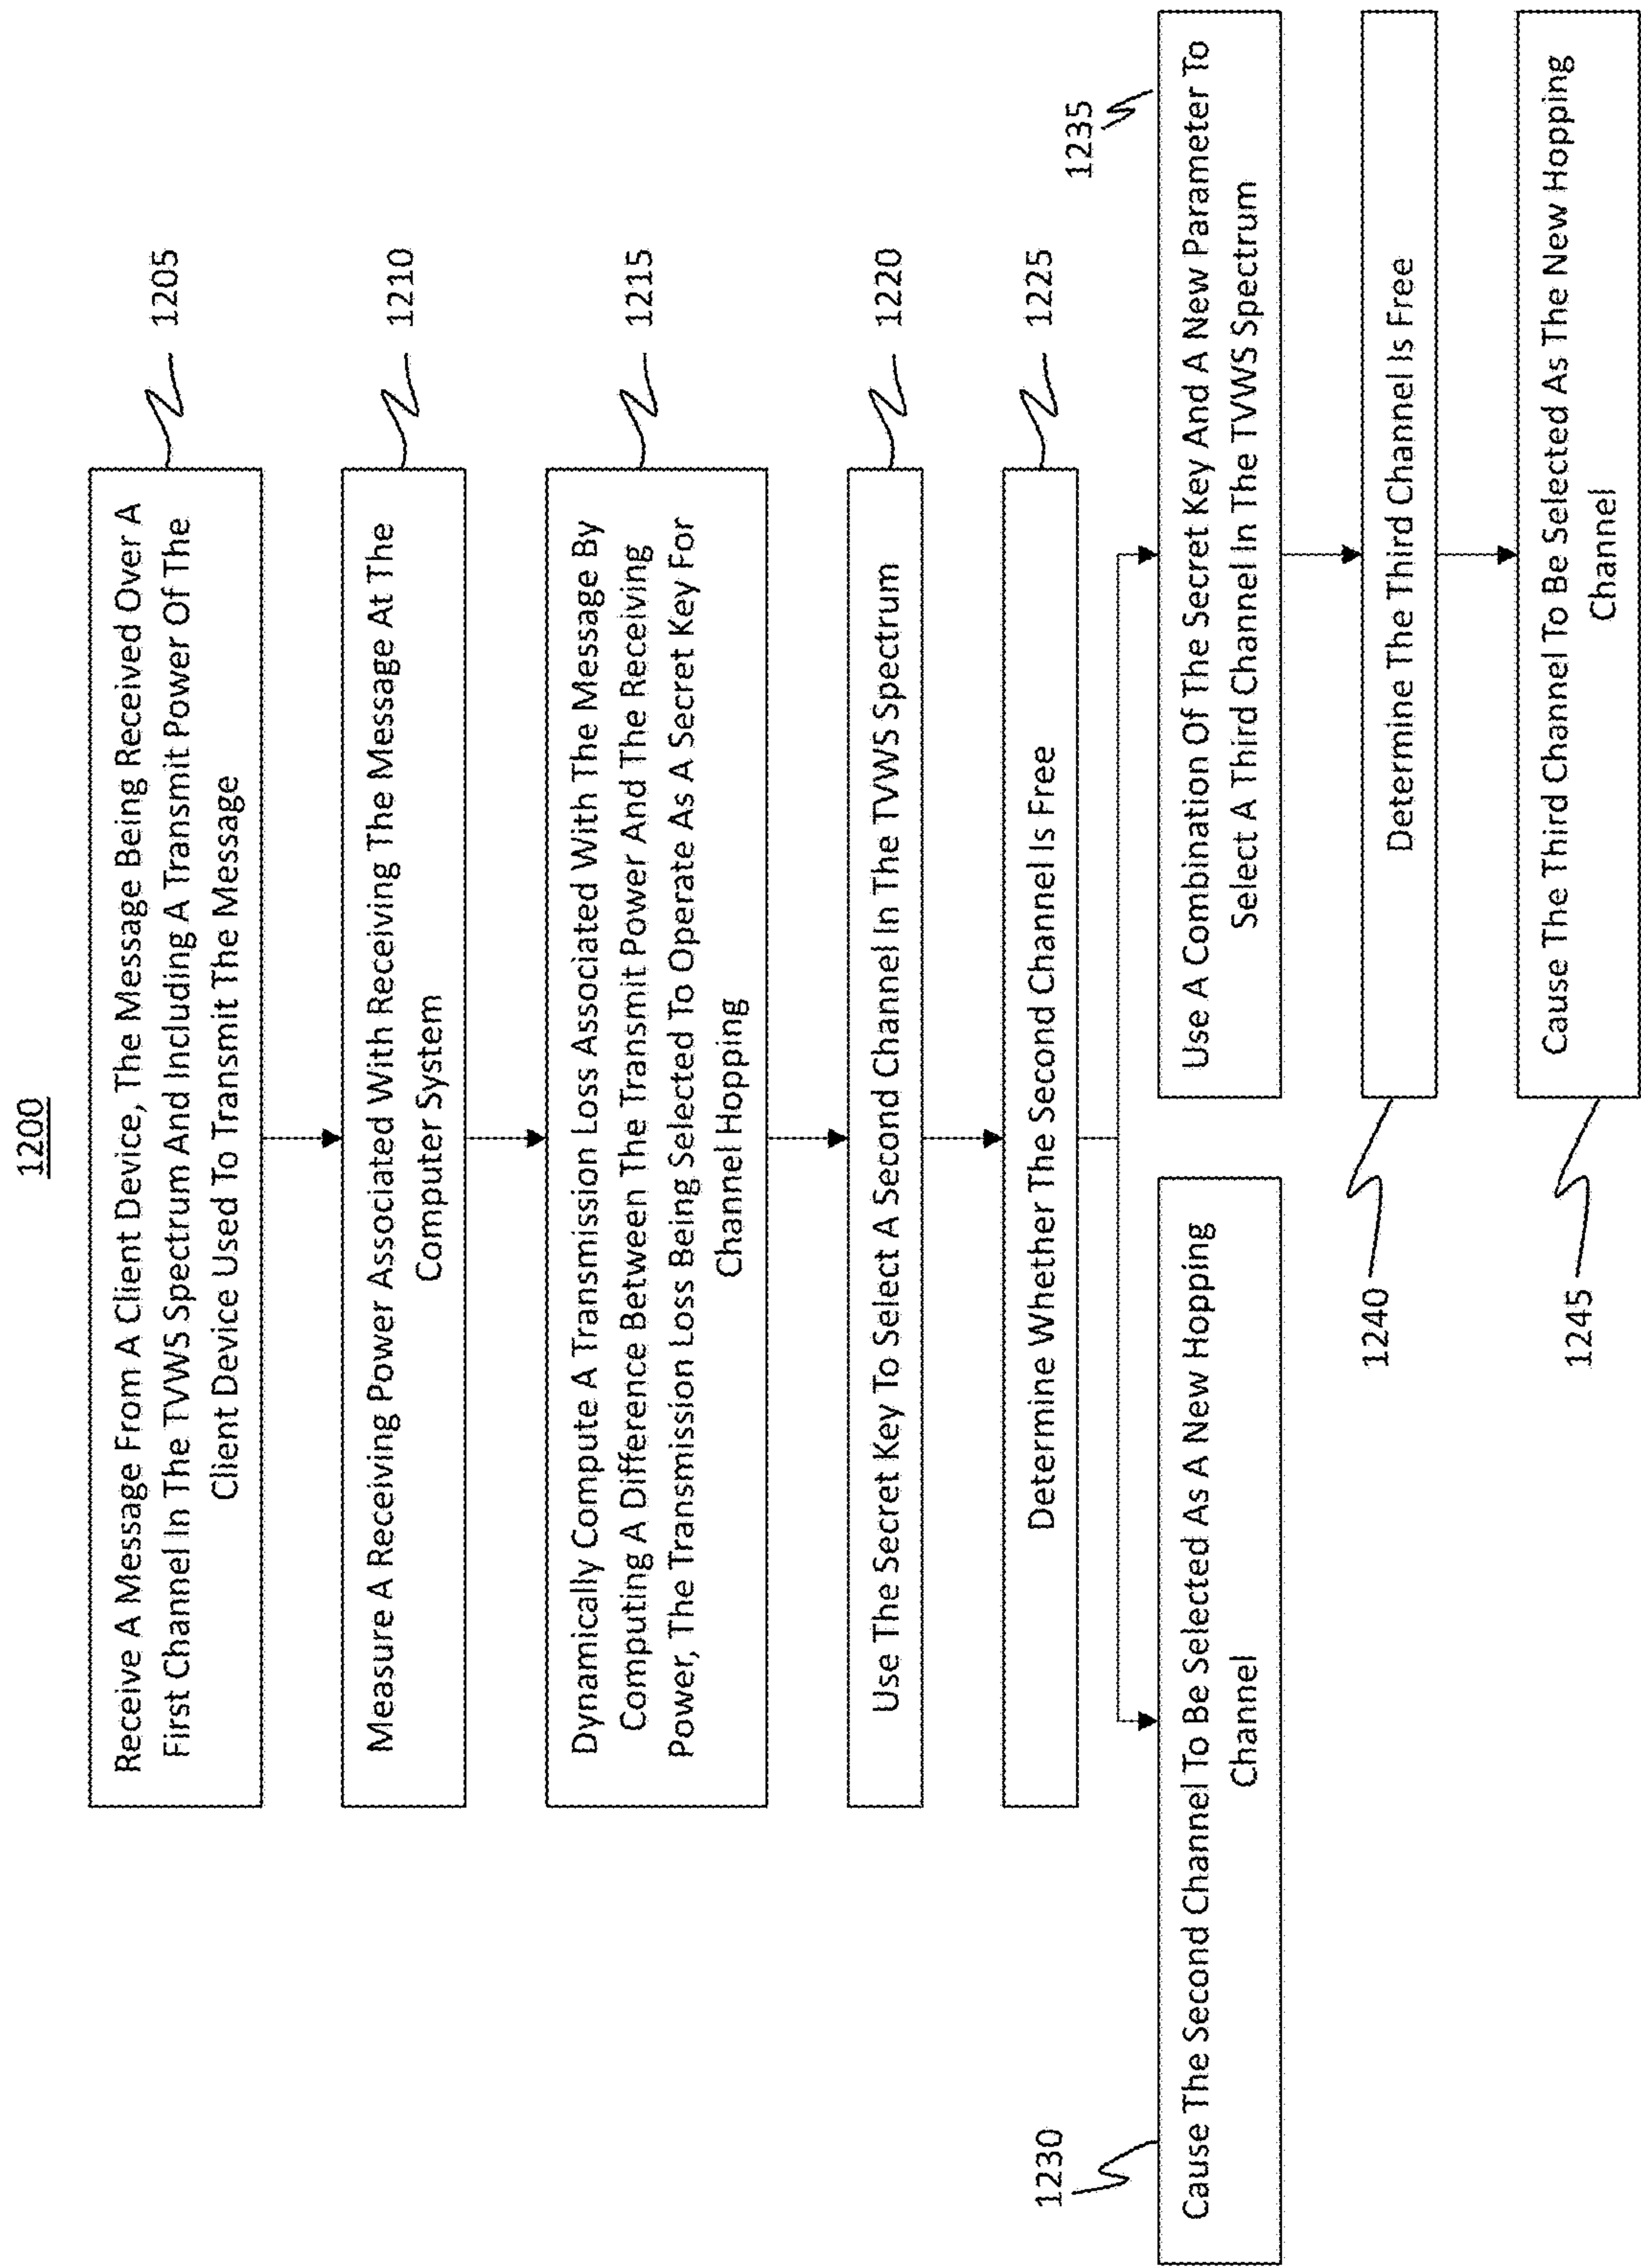 1200
Receive A Message From A Client Device, The Message Being Received Over A
First Channel In The TVWS Spectrum And Including A Transmit Power Of The
Client Device Used To Transmit The Message
1205
Measure A Receiving Power Associated With Receiving The Message At The
Computer System
1210
Dynamically Compute A Transmission Loss Associated With The Message By
Computing A Difference Between The Transmit Power And The Receiving
Power, The Transmission Loss Being Selected To Operate As A Secret Key For
Channel Hopping
1215
Use The Secret Key To Select A Second Channel In The TVWS Spectrum
1220
Determine Whether The Second Channel Is Free
1225
1230
Cause The Second Channel To Be Selected As A New Hopping
Channel
1235
Use A Combination Of The Secret Key And A New Parameter To
Select A Third Channel In The TVWS Spectrum
1240
Determine The Third Channel Is Free
1245
Cause The Third Channel To Be Selected As The New Hopping
Channel